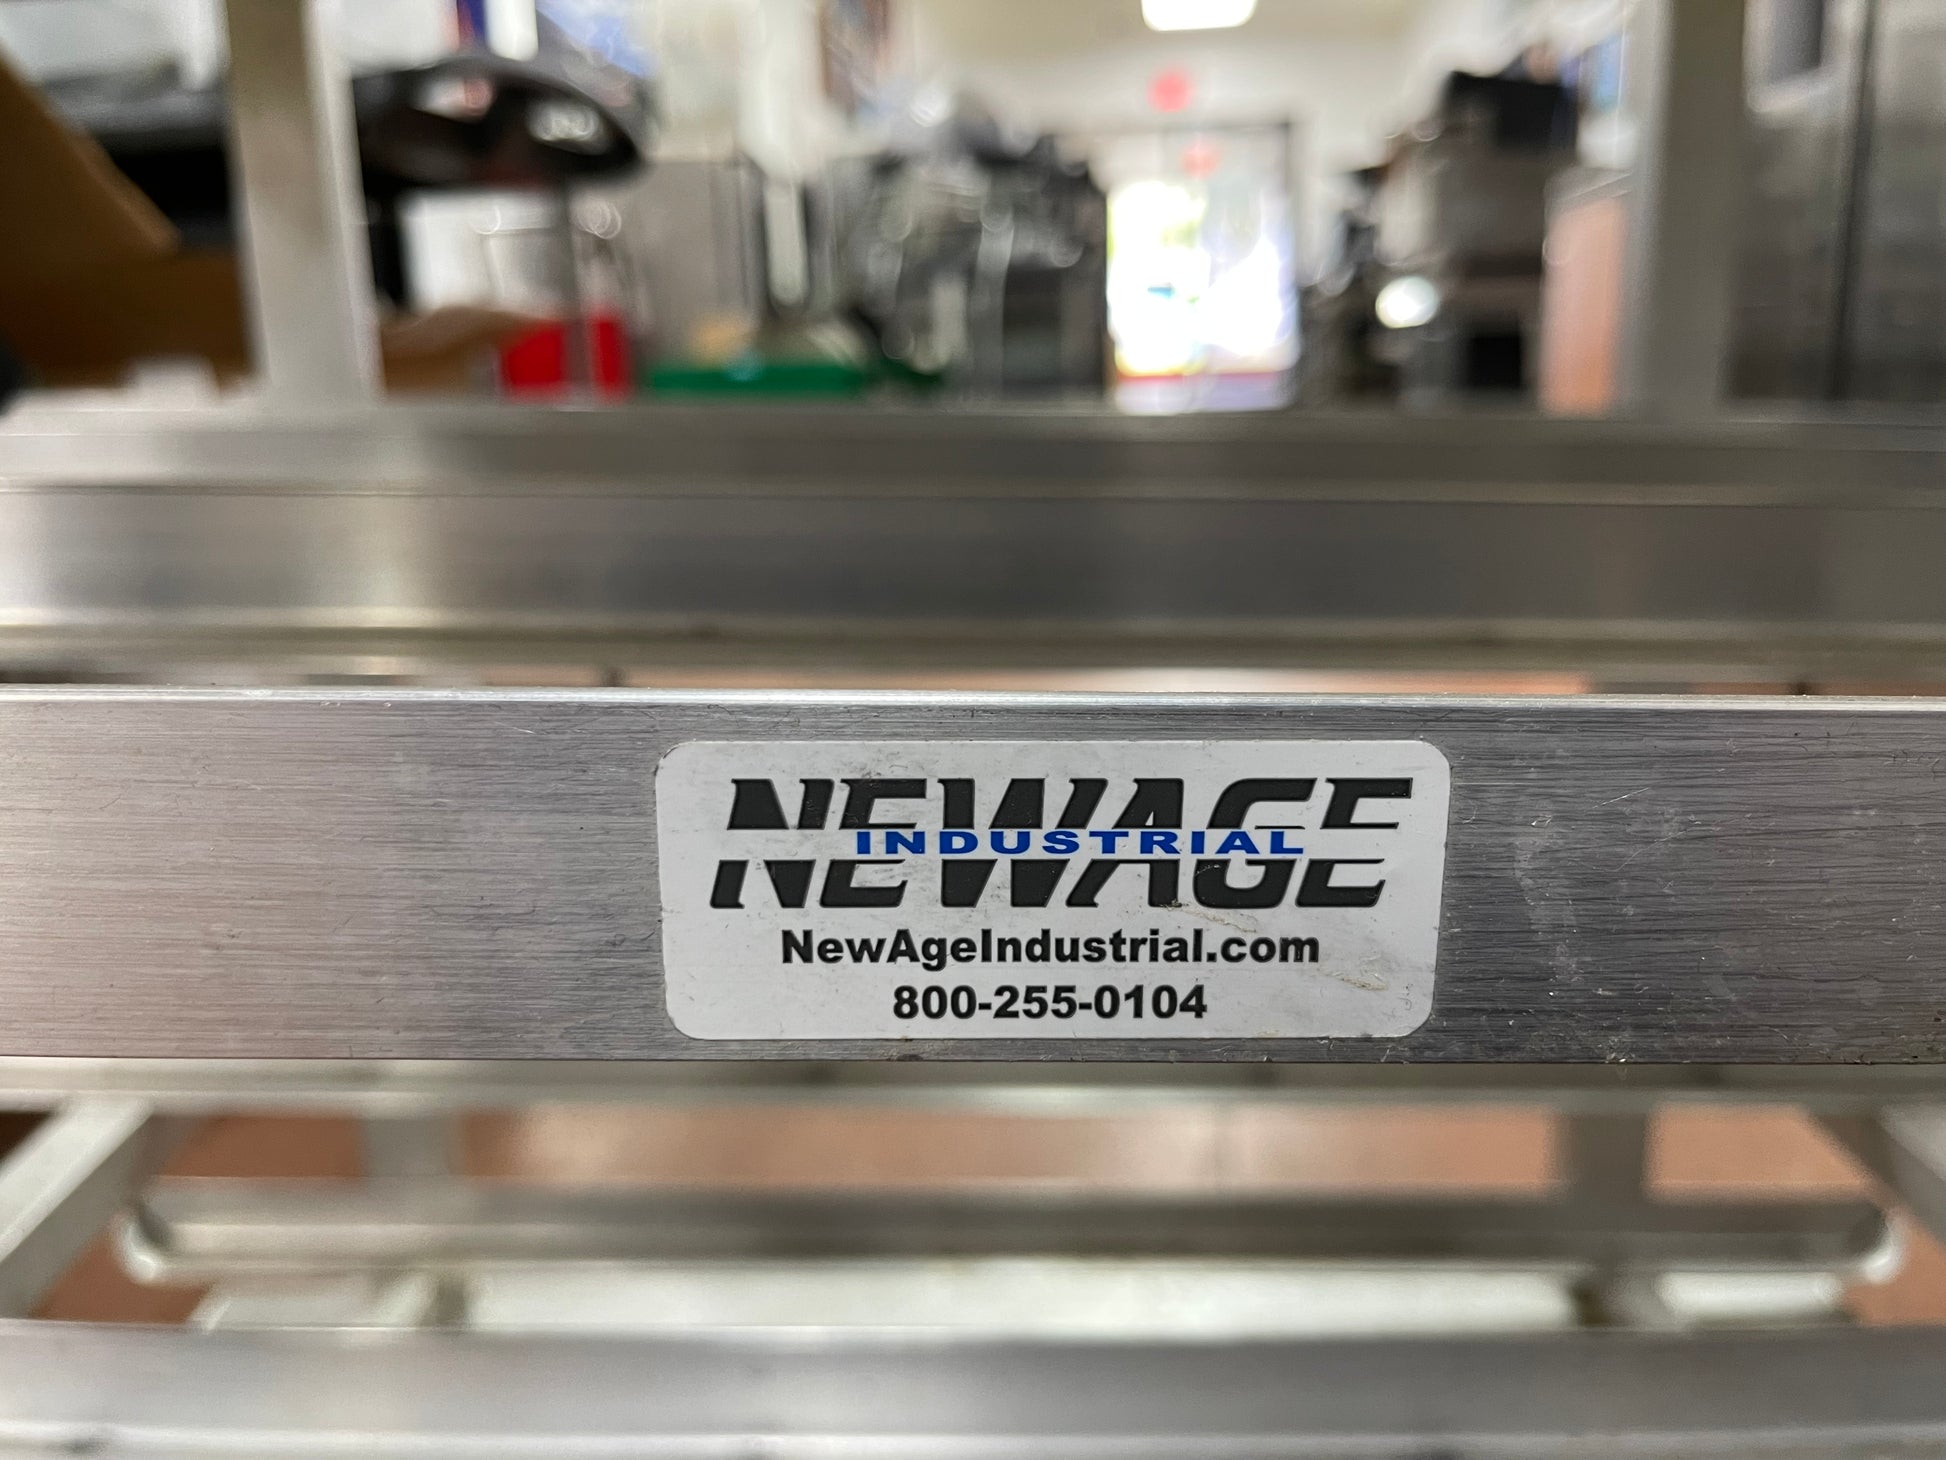 NEWAGE
INDUSTRIAL
NewAgeIndustrial.com
800-255-0104